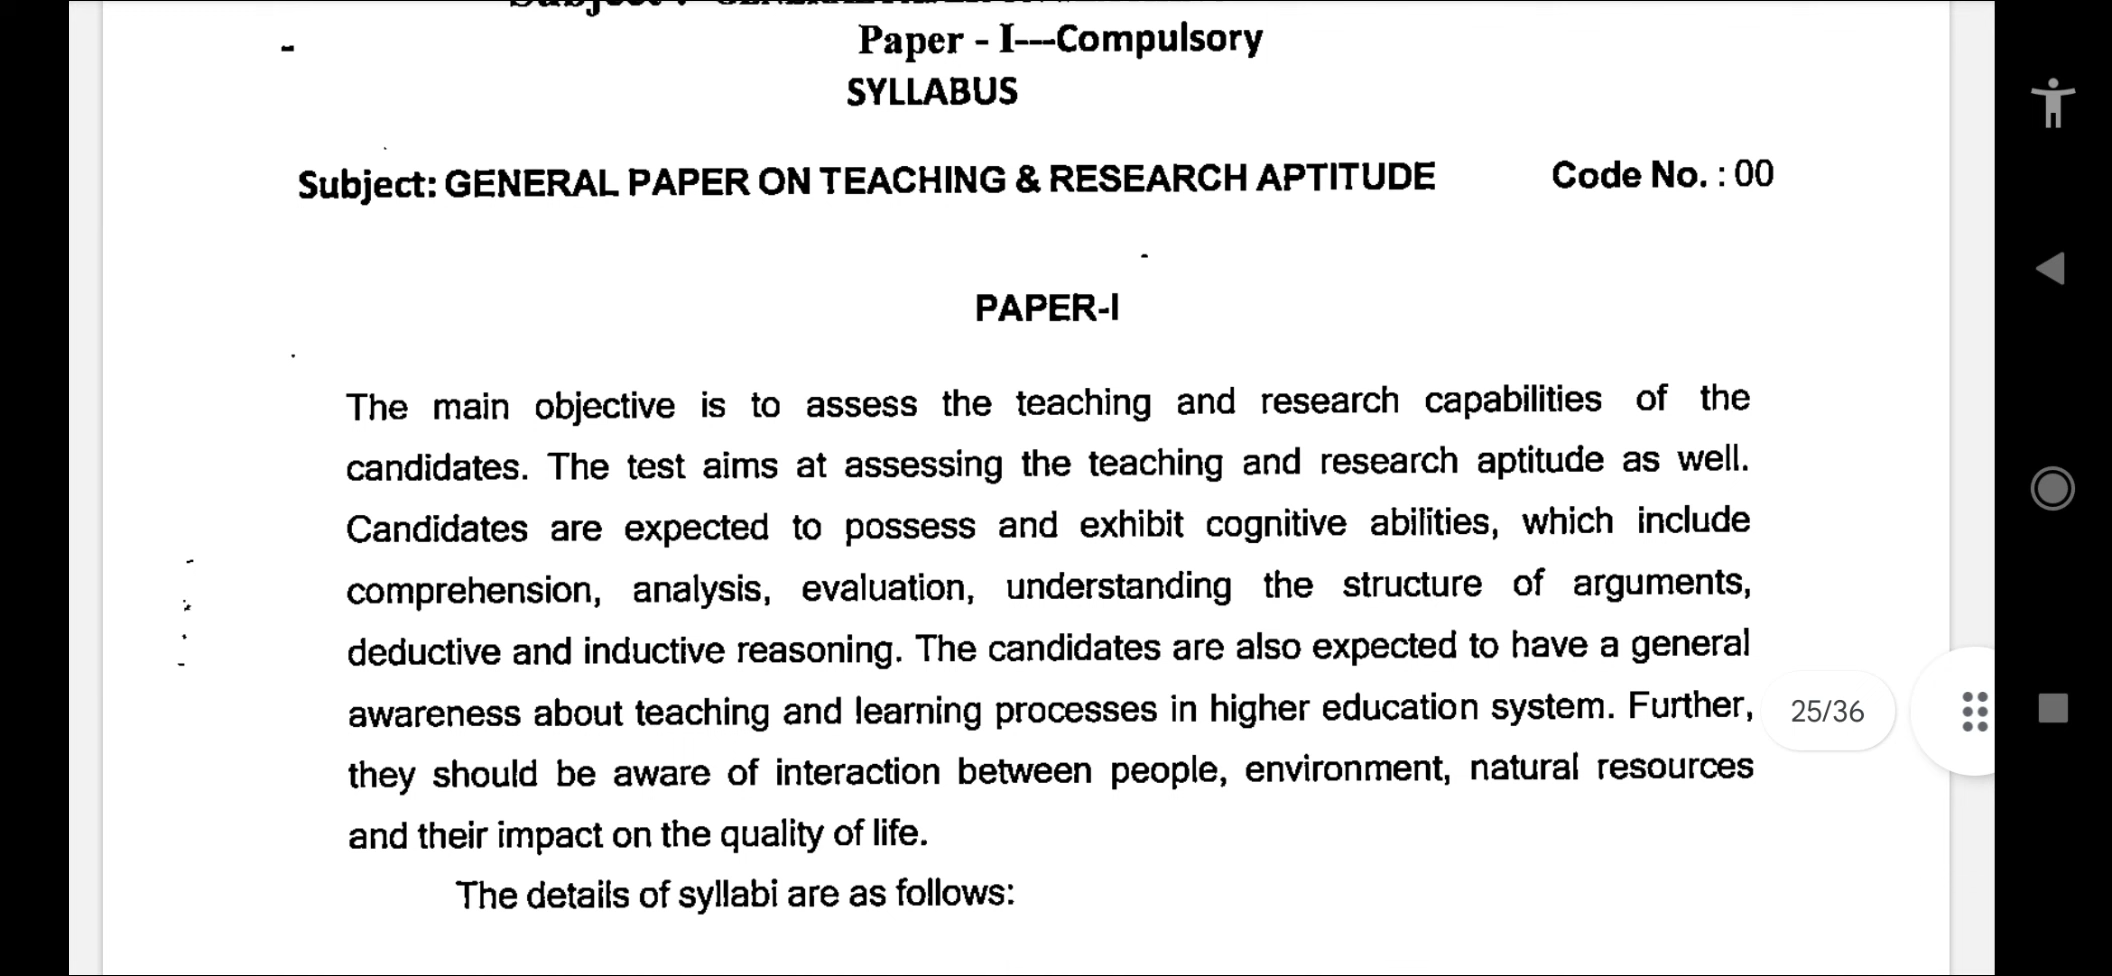 Paper - I---Compulsory
SYLLABUS
Subject: GENERAL PAPER ON TEACHING & RESEARCH APTITUDE Code No. : 00
PAPER-I
The main objective is to assess the teaching and research capabilities of the
candidates. The test aims at assessing the teaching and research aptitude as well.
Candidates are expected to possess and exhibit cognitive abilities, which include
comprehension, analysis, evaluation, understanding the structure of arguments,
deductive and inductive reasoning. The candidates are also expected to have a general
awareness about teaching and learning processes in higher education system. Further,
25/36
they should be aware of interaction between people, environment, natural resources
and their impact on the quality of life.
The details of syllabi are as follows: